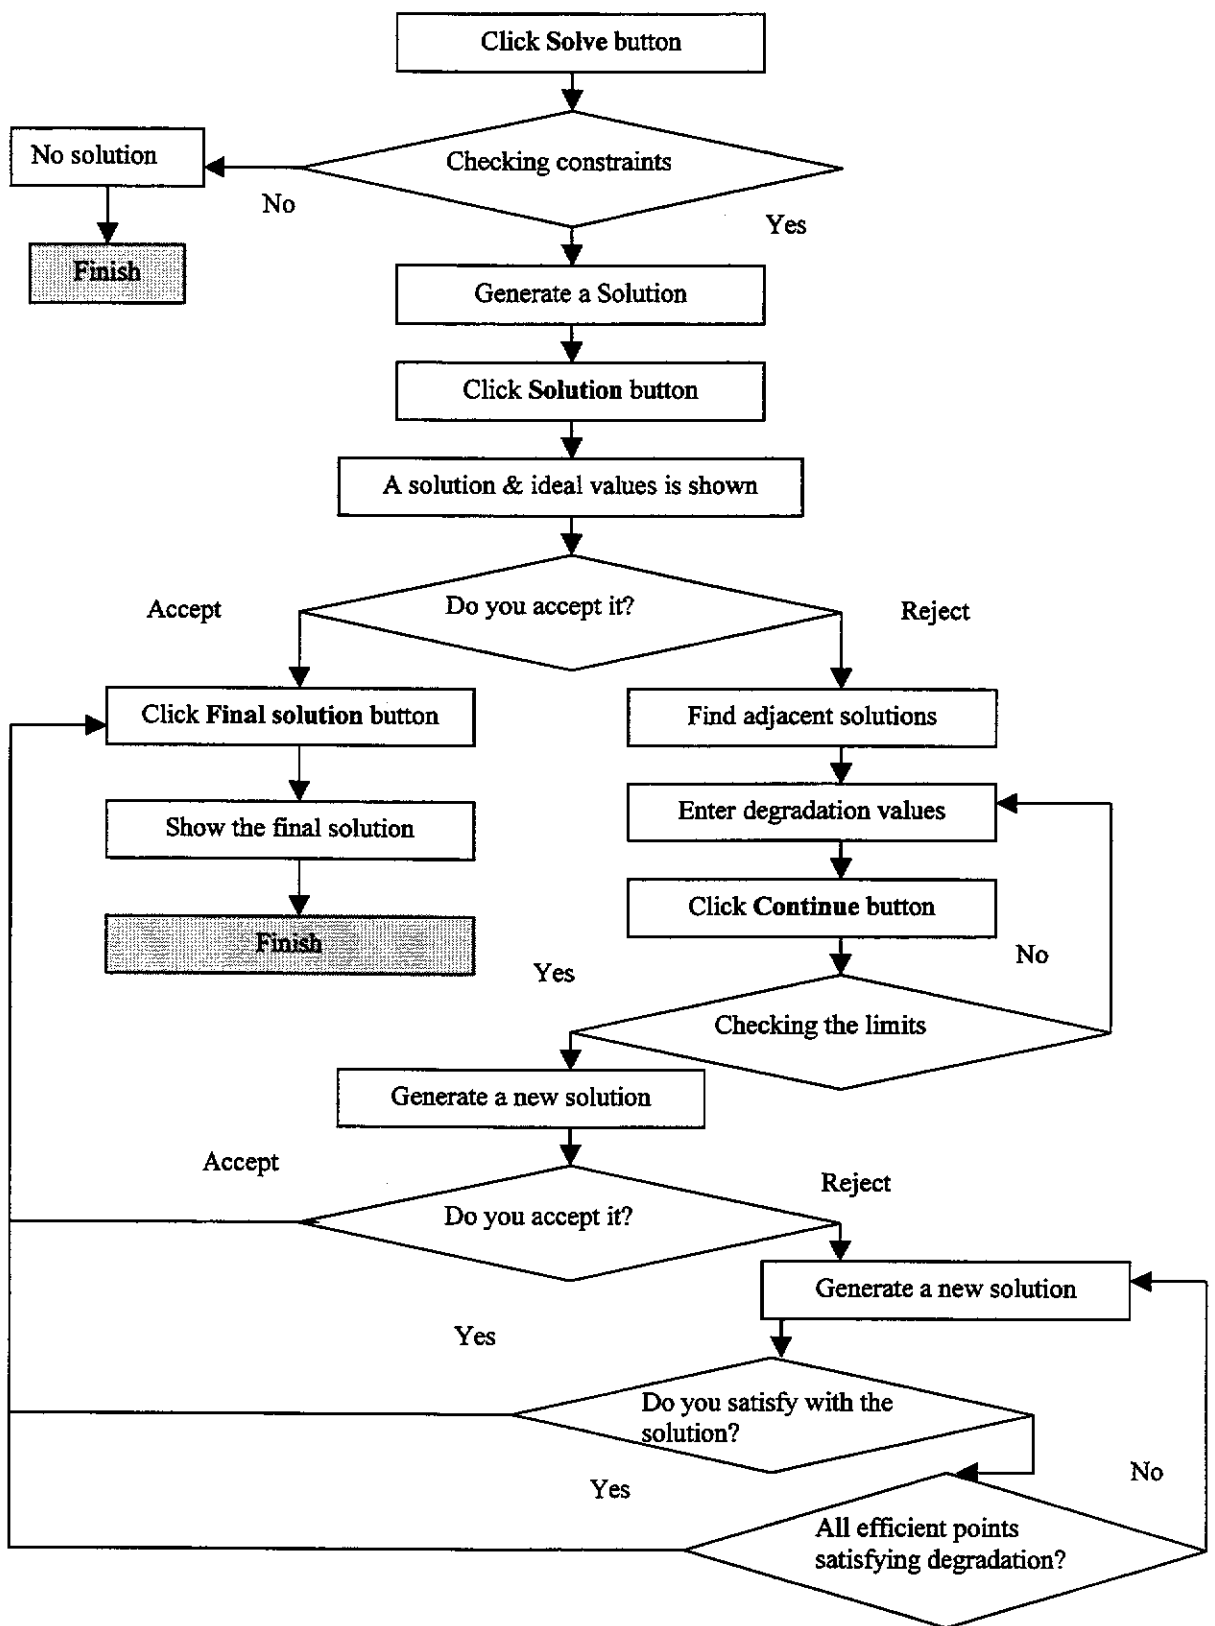 Click Solve button
Checking constraints
No solution
No
Yes
Finish
Generate a Solution
Click Solution button
A solution & ideal values is shown
Do you accept it?
Accept
Reject
Click Final solution button
Find adjacent solutions
Show the final solution
Enter degradation values
Finish
Click Continue button
Yes
No
Checking the limits
Generate a new solution
Accept
Reject
Do you accept it?
Generate a new solution
Yes
Do you satisfy with the
solution?
Yes
No
All efficient points
satisfying degradation?